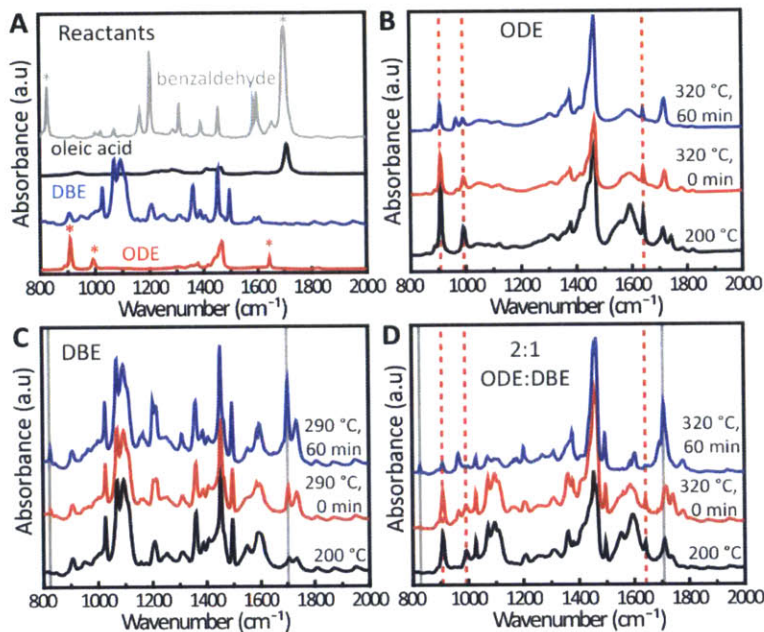 A
Reactants
*
*
benzaldehyde
oleic acid
DBE
*
*
ODE
*
Absorbance (a.u)
800 1000 1200 1400 1600 1800 2000
Wavenumber (cm⁻¹)
B
ODE
320 °C,
60 min
320 °C,
0 min
200 °C
Absorbance (a.u)
800 1000 1200 1400 1600 1800 2000
Wavenumber (cm⁻¹)
C
DBE
290 °C,
60 min
290 °C,
0 min
200 °C
Absorbance (a.u)
800 1000 1200 1400 1600 1800 2000
Wavenumber (cm⁻¹)
D
2:1
ODE:DBE
320 °C,
60 min
320 °C,
0 min
200 °C
Absorbance (a.u)
800 1000 1200 1400 1600 1800 2000
Wavenumber (cm⁻¹)